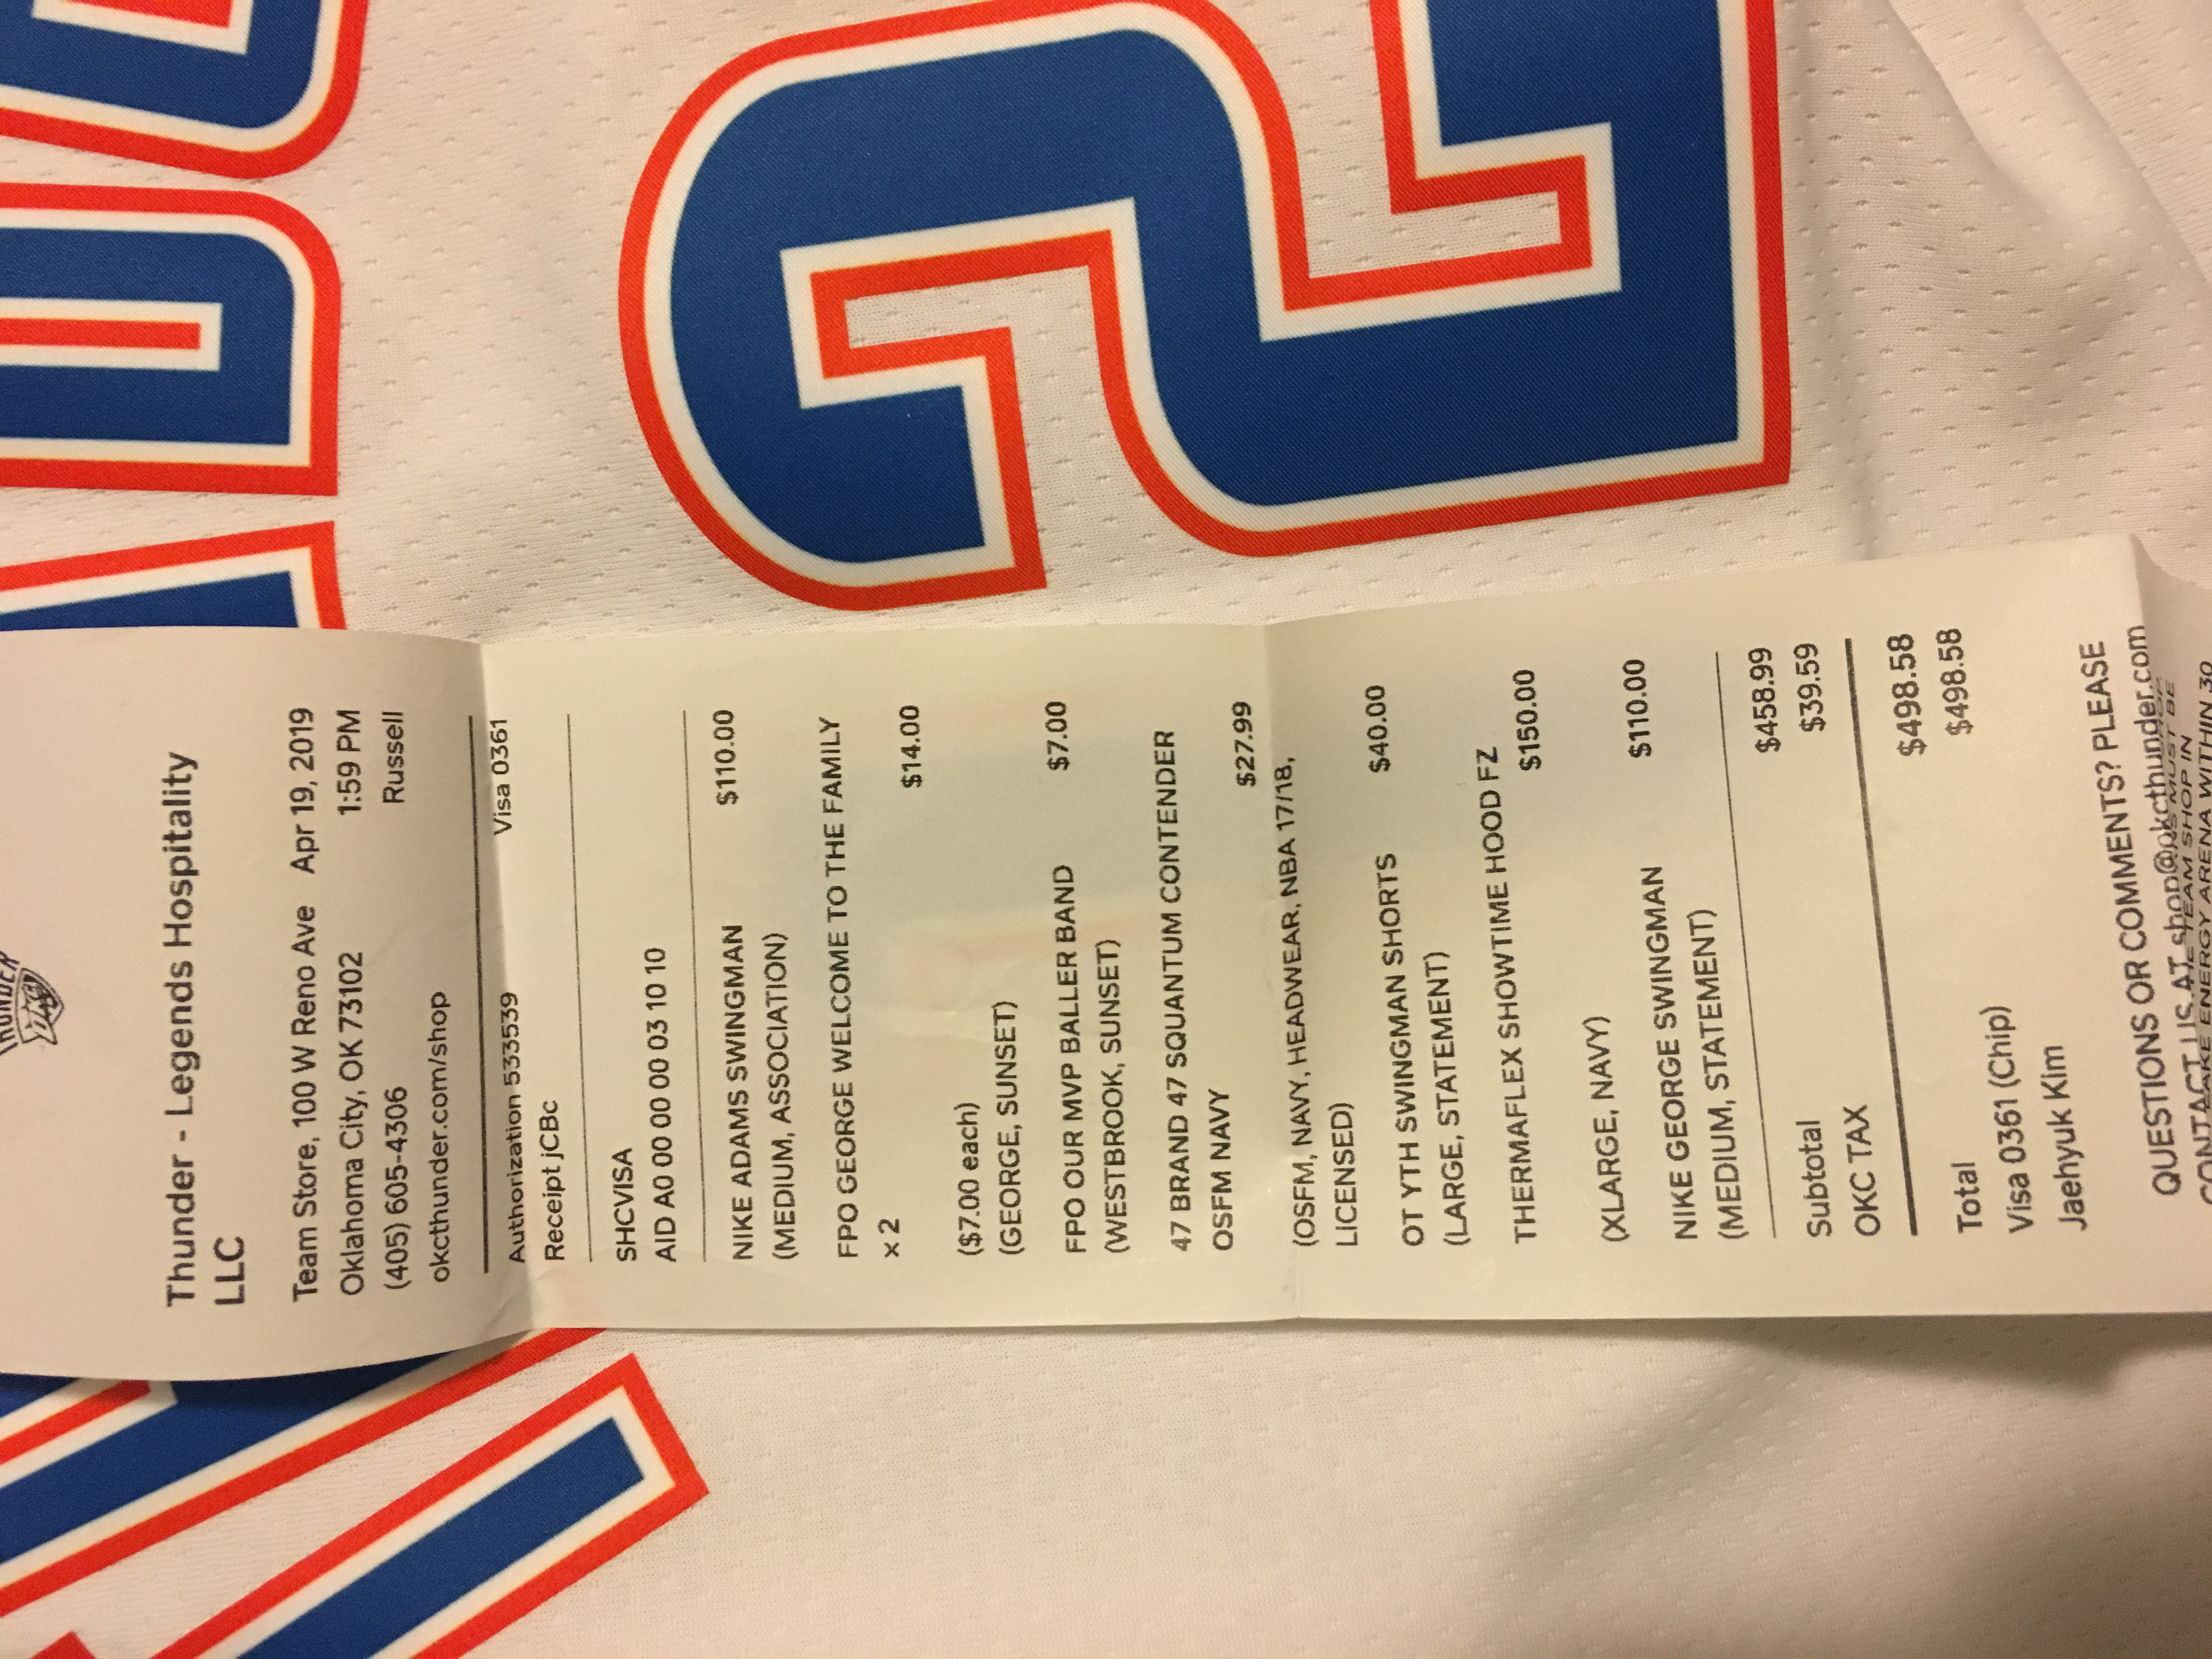 THUNDER
OKC
Thunder - Legends Hospitality
LLC
Team Store, 100 W Reno Ave Apr 19, 2019
Oklahoma City, OK 73102 1:59 PM
(405) 605-4306 Russell
okcthunder.com/shop
Authorization 533539 Visa 0361
Receipt jCBc
SHCVISA
AID A0 00 00 00 03 10 10
NIKE ADAMS SWINGMAN $110.00
(MEDIUM, ASSOCIATION)
FPO GEORGE WELCOME TO THE FAMILY
x 2
$14.00
($7.00 each)
(GEORGE, SUNSET)
FPO OUR MVP BALLER BAND $7.00
(WESTBROOK, SUNSET)
47 BRAND 47 SQUANTUM CONTENDER
OSFM NAVY
$27.99
(OSFM, NAVY, HEADWEAR, NBA 17/18,
LICENSED)
OT YTH SWINGMAN SHORTS $40.00
(LARGE, STATEMENT)
THERMAFLEX SHOWTIME HOOD FZ
$150.00
(XLARGE, NAVY)
NIKE GEORGE SWINGMAN $110.00
(MEDIUM, STATEMENT)
Subtotal $458.99
OKC TAX $39.59
Total $498.58
Visa 0361 (Chip) $498.58
Jaehyuk Kim
QUESTIONS OR COMMENTS? PLEASE
CONTACT US AT shop@okcthunder.com
MUST BE
TEAM SHOP IN
ENERGY ARENA WITHIN 30
2